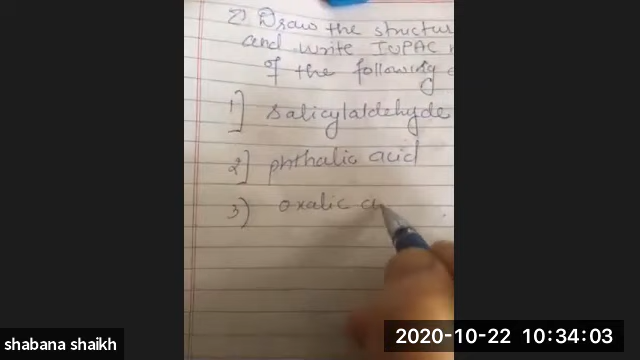 2) Draw the structur
and write IUPAC
of the following
1] Salicylaldehyde
2] phthalic acid
3) oxalic
shabana shaikh
2020-10-22 10:34:03